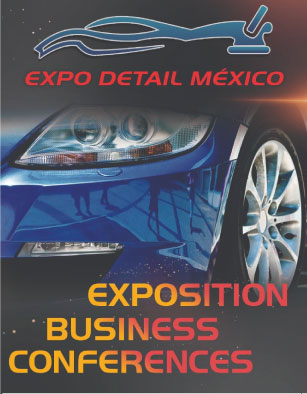 EXPO DETAIL MÉXICO
EXPOSITION
BUSINESS
CONFERENCES